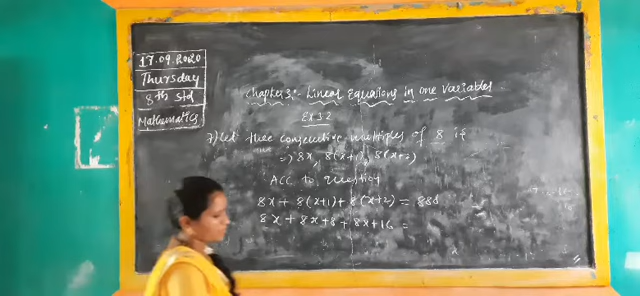 17.09.2020
Thursday
8th std
Mathematics
Chapter 3:- Linear Equations in one Variables
Ex 3.2
7) Let three consecutive multiples of 8 is
=> 8x, 8(x+1), 8(x+2)
Acc to question
8x + 8(x+1) + 8(x+2) = 888
8x + 8x+8 + 8x+16 =